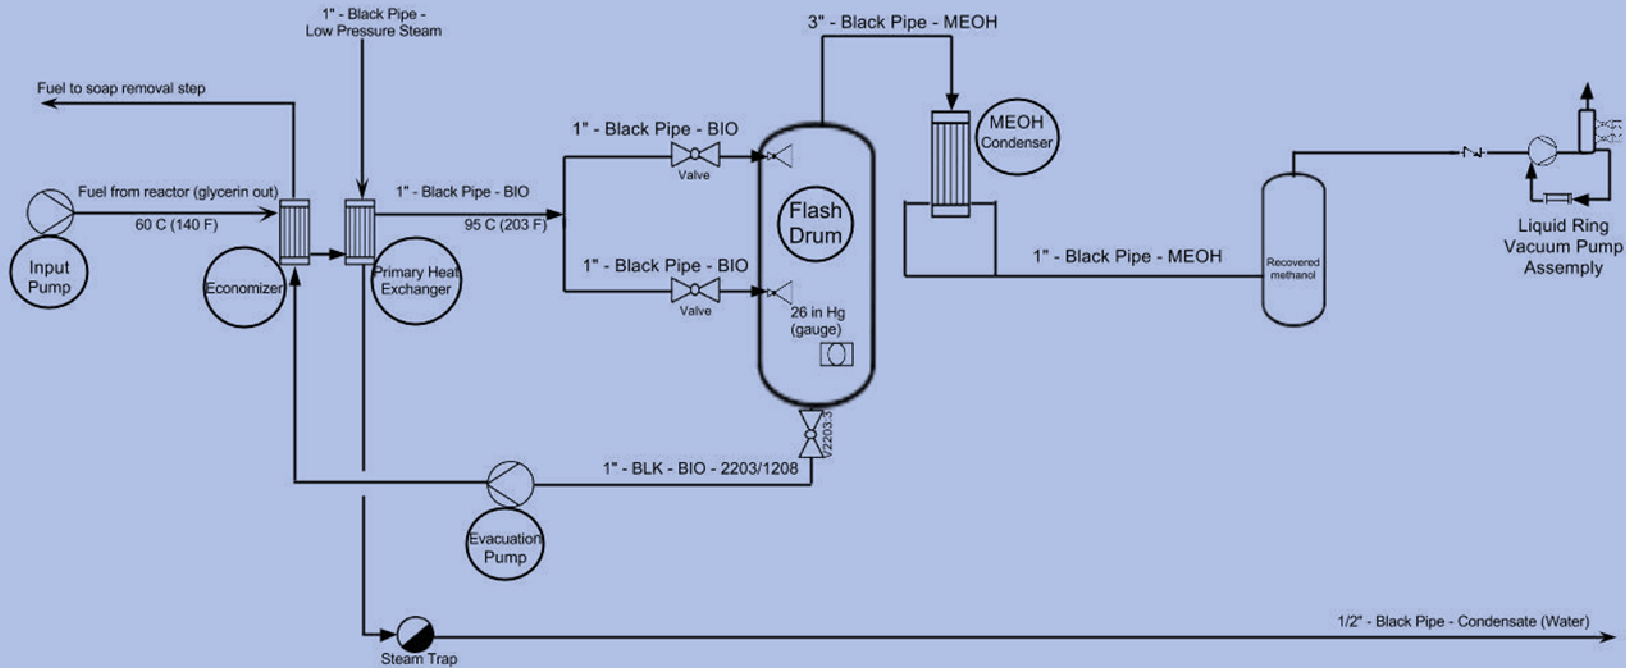 1" - Black Pipe -
Low Pressure Steam
3" - Black Pipe - MEOH
Fuel to soap removal step
1" - Black Pipe - BIO
Valve
MEOH
Condenser
Fuel from reactor (glycerin out)
60 C (140 F)
1" - Black Pipe - BIO
95 C (203 F)
Flash
Drum
Input
Pump
Economizer
Primary Heat
Exchanger
1" - Black Pipe - BIO
Valve
26 in Hg
(gauge)
1" - Black Pipe - MEOH
Recovered
methanol
Liquid Ring
Vacuum Pump
Assemply
V2203.3
1" - BLK - BIO - 2203/1208
Evacuation
Pump
Steam Trap
1/2" - Black Pipe - Condensate (Water)